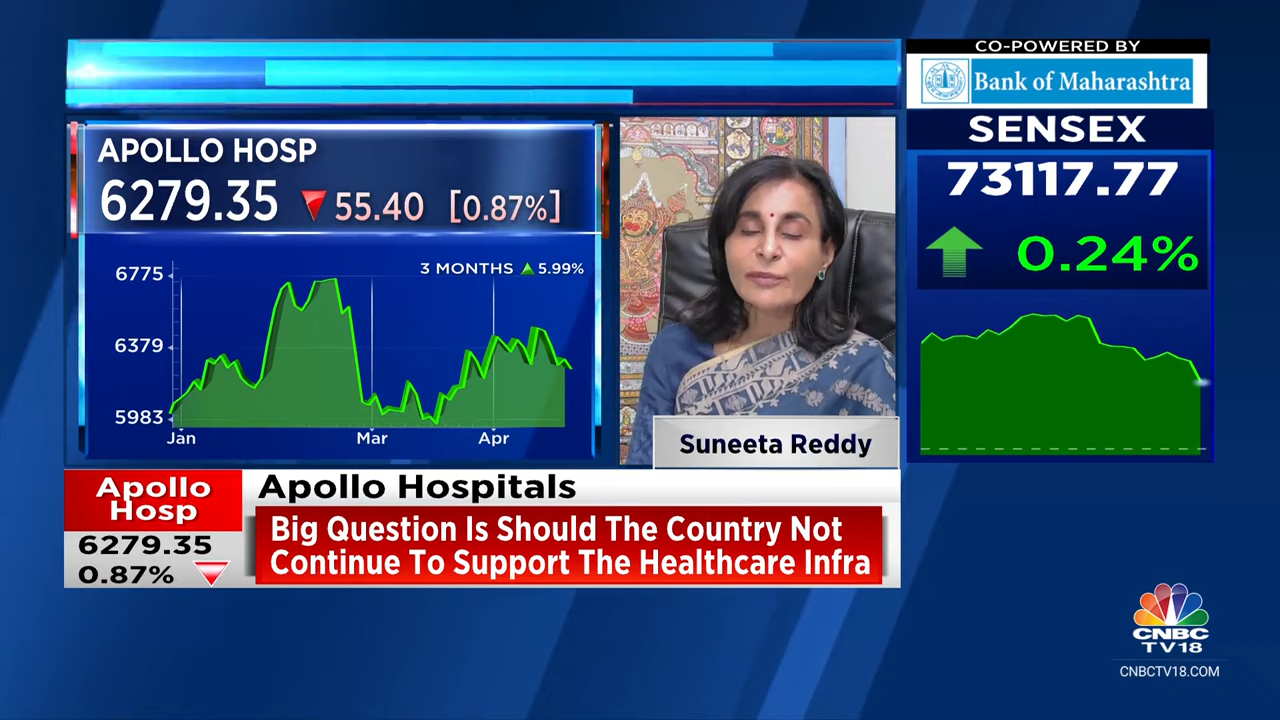 CO-POWERED BY
Bank of Maharashtra
SENSEX
73117.77
0.24%
APOLLO HOSP
6279.35 55.40 [0.87%]
3 MONTHS 5.99%
6775
6379
5983
Jan Mar Apr
Suneeta Reddy
Apollo
Hosp
6279.35
0.87%
Apollo Hospitals
Big Question Is Should The Country Not
Continue To Support The Healthcare Infra
CNBC
TV18
CNBCTV18.COM